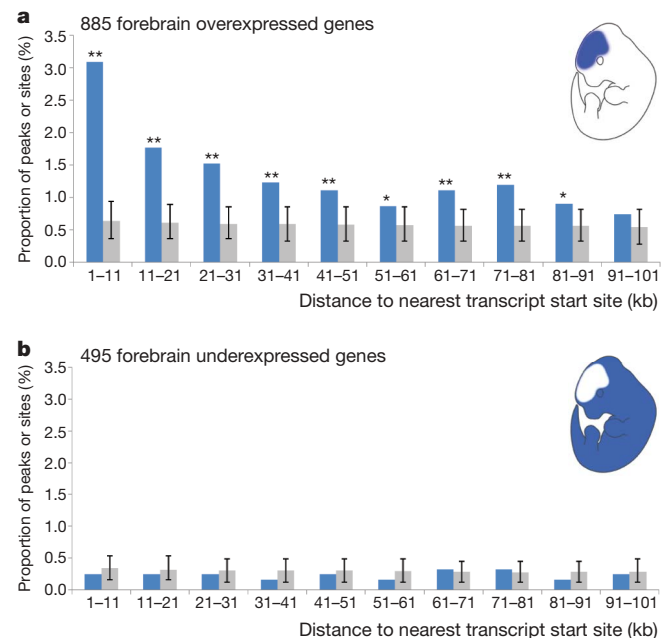 a 885 forebrain overexpressed genes
Proportion of peaks or sites (%)
3.5
3.0
2.5
2.0
1.5
1.0
0.5
0.0
** ** ** ** ** * ** ** *
1–11 11–21 21–31 31–41 41–51 51–61 61–71 71–81 81–91 91–101
Distance to nearest transcript start site (kb)
b 495 forebrain underexpressed genes
Proportion of peaks or sites (%)
3.5
3.0
2.5
2.0
1.5
1.0
0.5
0.0
1–11 11–21 21–31 31–41 41–51 51–61 61–71 71–81 81–91 91–101
Distance to nearest transcript start site (kb)